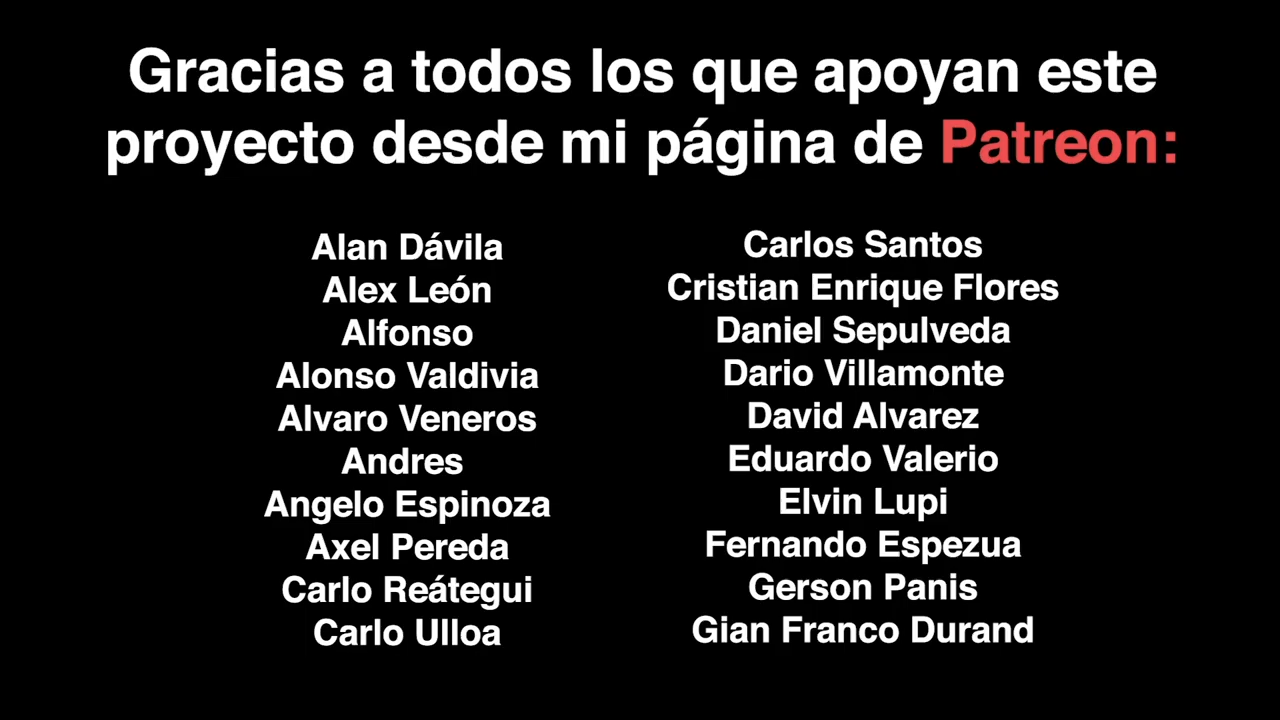 Gracias a todos los que apoyan este
proyecto desde mi página de Patreon:
Alan Dávila
Alex León
Alfonso
Alonso Valdivia
Alvaro Veneros
Andres
Angelo Espinoza
Axel Pereda
Carlo Reátegui
Carlo Ulloa
Carlos Santos
Cristian Enrique Flores
Daniel Sepulveda
Dario Villamonte
David Alvarez
Eduardo Valerio
Elvin Lupi
Fernando Espezua
Gerson Panis
Gian Franco Durand